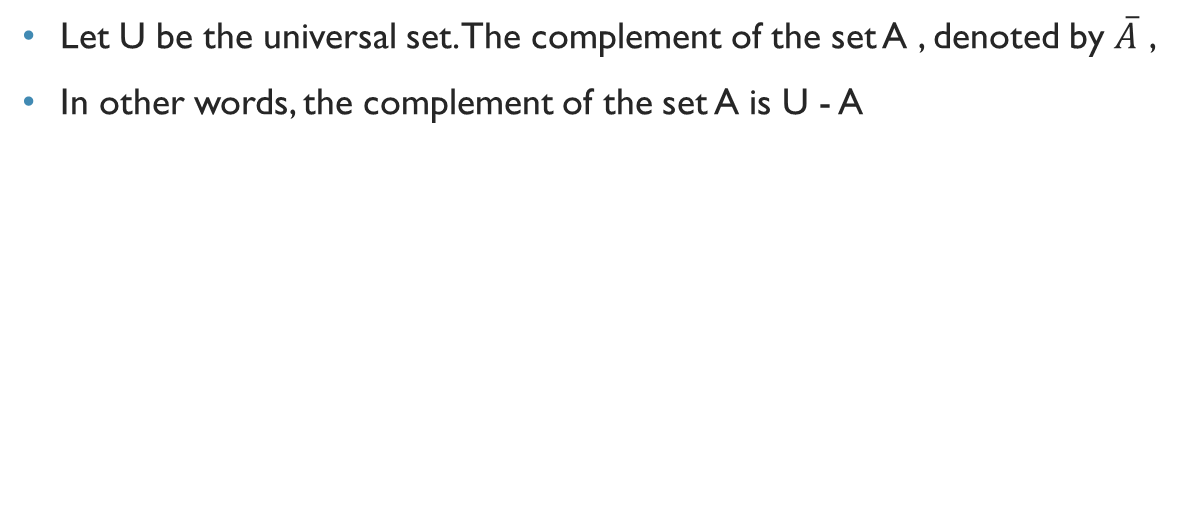 • Let U be the universal set. The complement of the set A , denoted by Ā ,
• In other words, the complement of the set A is U - A